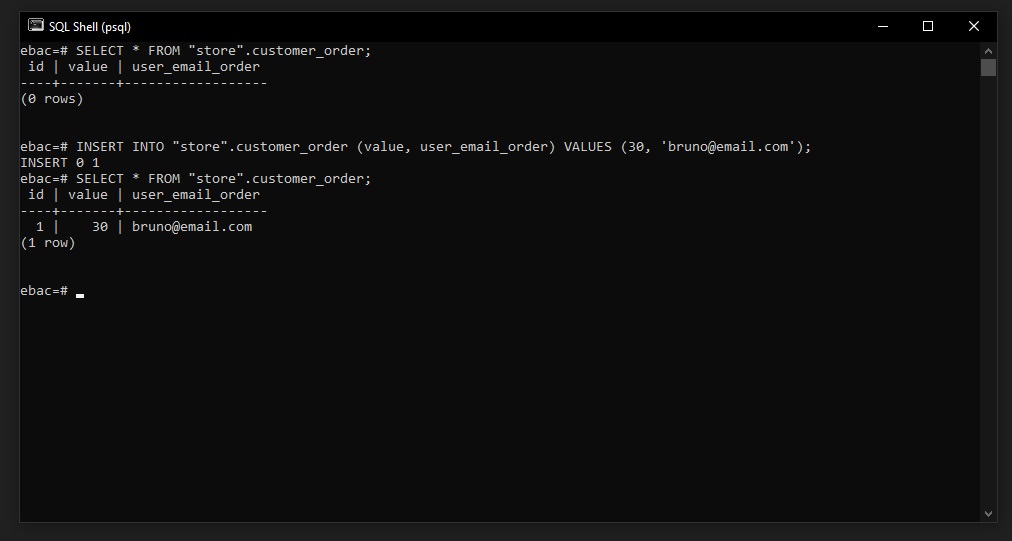 SQL Shell (psql)
ebac=# SELECT * FROM "store".customer_order;
 id | value | user_email_order
----+-------+------------------
(0 rows)
ebac=# INSERT INTO "store".customer_order (value, user_email_order) VALUES (30, 'bruno@email.com');
INSERT 0 1
ebac=# SELECT * FROM "store".customer_order;
 id | value | user_email_order
----+-------+------------------
  1 |    30 | bruno@email.com
(1 row)
ebac=#